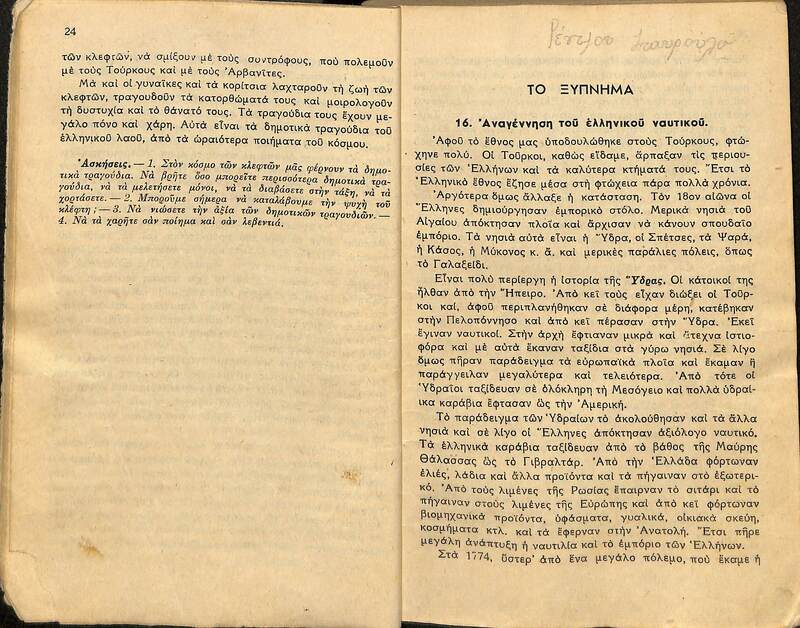 24
τῶν κλεφτῶν, νὰ σμίξουν μὲ τοὺς συντρόφους, ποὺ πολεμοῦν
μὲ τοὺς Τούρκους καὶ μὲ τοὺς Ἀρβανίτες.
Μὰ καὶ οἱ γυναῖκες καὶ τὰ κορίτσια λαχταροῦν τὴ ζωὴ τῶν
κλεφτῶν, τραγουδοῦν τὰ κατορθώματά τους καὶ μοιρολογοῦν
τὴ δυστυχία καὶ τὸ θάνατό τους. Τὰ τραγούδια τους ἔχουν με-
γάλο πόνο καὶ χάρη. Αὐτὰ εἶναι τὰ δημοτικὰ τραγούδια τοῦ
ἑλληνικοῦ λαοῦ, ἀπὸ τὰ ὡραιότερα ποιήματα τοῦ κόσμου.
Ἀσκήσεις. — 1. Στὸν κόσμο τῶν κλεφτῶν μᾶς φέρνουν τὰ δημο-
τικὰ τραγούδια. Νὰ βρῆτε ὅσο μπορεῖτε περισσότερα δημοτικὰ τρα-
γούδια, νὰ τὰ μελετήσετε μόνοι, νὰ τὰ διαβάσετε στὴν τάξη, νὰ τὰ
χορτάσετε. — 2. Μποροῦμε σήμερα νὰ καταλάβουμε τὴν ψυχὴ τοῦ
κλέφτη ; — 3. Νὰ νιώσετε τὴν ἀξία τῶν δημοτικῶν τραγουδιῶν. —
4. Νὰ τὰ χαρῆτε σὰν ποίημα καὶ σὰν λεβεντιά.
ΤΟ ΞΥΠΝΗΜΑ
16. Ἀναγέννηση τοῦ ἑλληνικοῦ ναυτικοῦ.
Ἀφοῦ τὸ ἔθνος μας ὑποδουλώθηκε στοὺς Τούρκους, φτώ-
χηνε πολύ. Οἱ Τοῦρκοι, καθὼς εἴδαμε, ἅρπαξαν τὶς περιου-
σίες τῶν Ἑλλήνων καὶ τὰ καλύτερα κτήματά τους. Ἔτσι τὸ
Ἑλληνικὸ ἔθνος ἔζησε μέσα στὴ φτώχεια πάρα πολλὰ χρόνια.
Ἀργότερα ὅμως ἄλλαξε ἡ κατάσταση. Τὸν 18ον αἰῶνα οἱ
Ἕλληνες δημιούργησαν ἐμπορικὸ στόλο. Μερικὰ νησιὰ τοῦ
Αἰγαίου ἀπόκτησαν πλοῖα καὶ ἄρχισαν νὰ κάνουν σπουδαῖο
ἐμπόριο. Τὰ νησιὰ αὐτὰ εἶναι ἡ Ὕδρα, οἱ Σπέτσες, τὰ Ψαρά,
ἡ Κάσος, ἡ Μύκονος κ. ἄ. καὶ μερικὲς παράλιες πόλεις, ὅπως
τὸ Γαλαξείδι.
Εἶναι πολὺ περίεργη ἡ ἱστορία τῆς Ὕδρας. Οἱ κάτοικοί της
ἦλθαν ἀπὸ τὴν Ἤπειρο. Ἀπὸ κεῖ τοὺς εἶχαν διώξει οἱ Τοῦρ-
κοι καί, ἀφοῦ περιπλανήθηκαν σὲ διάφορα μέρη, κατέβηκαν
στὴν Πελοπόννησο καὶ ἀπὸ κεῖ πέρασαν στὴν Ὕδρα. Ἐκεῖ
ἔγιναν ναυτικοί. Στὴν ἀρχὴ ἔφτιαναν μικρὰ καὶ ἄτεχνα ἱστιο-
φόρα καὶ μὲ αὐτὰ ἔκαναν ταξίδια στὰ γύρω νησιά. Σὲ λίγο
ὅμως πῆραν παράδειγμα τὰ εὐρωπαϊκὰ πλοῖα καὶ ἔκαμαν ἢ
παράγγειλαν μεγαλύτερα καὶ τελειότερα. Ἀπὸ τότε οἱ
Ὑδραῖοι ταξίδευαν σὲ ὁλόκληρη τὴ Μεσόγειο καὶ πολλὰ ὑδραίι-
κα καράβια ἔφτασαν ὣς τὴν Ἀμερική.
Τὸ παράδειγμα τῶν Ὑδραίων τὸ ἀκολούθησαν καὶ τὰ ἄλλα
νησιὰ καὶ σὲ λίγο οἱ Ἕλληνες ἀπόκτησαν ἀξιόλογο ναυτικό.
Τὰ ἑλληνικὰ καράβια ταξίδευαν ἀπὸ τὸ βάθος τῆς Μαύρης
Θάλασσας ὣς τὸ Γιβραλτάρ. Ἀπὸ τὴν Ἑλλάδα φόρτωναν
ἐλιές, λάδια καὶ ἄλλα προϊόντα καὶ τὰ πήγαιναν στὸ ἐξωτερι-
κό. Ἀπὸ τοὺς λιμένες τῆς Ρωσίας ἔπαιρναν τὸ σιτάρι καὶ τὸ
πήγαιναν στοὺς λιμένες τῆς Εὐρώπης καὶ ἀπὸ κεῖ φόρτωναν
βιομηχανικὰ προϊόντα, ὑφάσματα, γυαλικά, οἰκιακὰ σκεύη,
κοσμήματα κτλ. καὶ τὰ ἔφερναν στὴν Ἀνατολή. Ἔτσι πῆρε
μεγάλη ἀνάπτυξη ἡ ναυτιλία καὶ τὸ ἐμπόριο τῶν Ἑλλήνων.
Στὰ 1774, ὕστερ' ἀπὸ ἕνα μεγάλο πόλεμο, ποὺ ἔκαμε ἡ